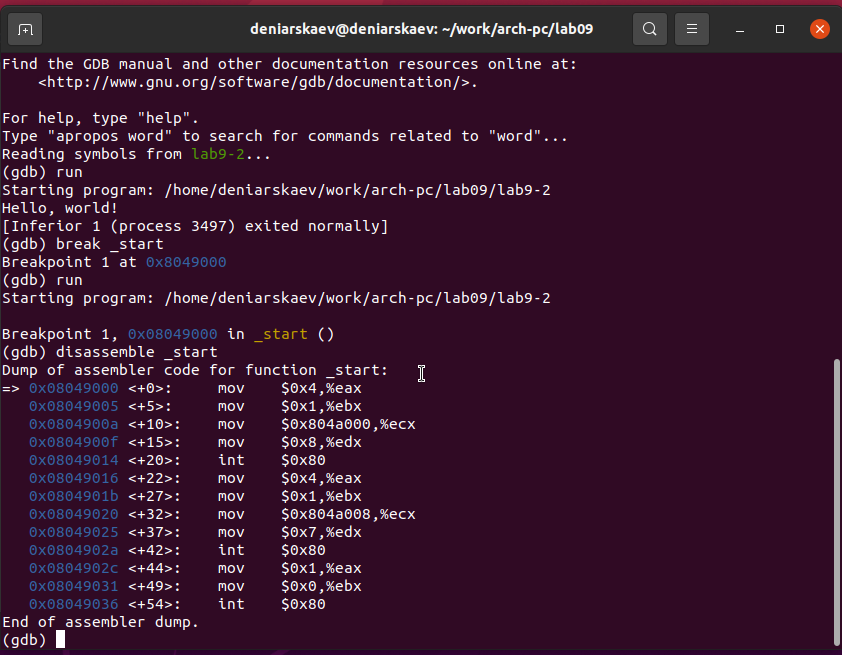 deniarskaev@deniarskaev: ~/work/arch-pc/lab09
Find the GDB manual and other documentation resources online at:
    <http://www.gnu.org/software/gdb/documentation/>.

For help, type "help".
Type "apropos word" to search for commands related to "word"...
Reading symbols from lab9-2...
(gdb) run
Starting program: /home/deniarskaev/work/arch-pc/lab09/lab9-2
Hello, world!
[Inferior 1 (process 3497) exited normally]
(gdb) break _start
Breakpoint 1 at 0x8049000
(gdb) run
Starting program: /home/deniarskaev/work/arch-pc/lab09/lab9-2

Breakpoint 1, 0x08049000 in _start ()
(gdb) disassemble _start
Dump of assembler code for function _start:
=> 0x08049000 <+0>:     mov    $0x4,%eax
   0x08049005 <+5>:     mov    $0x1,%ebx
   0x0804900a <+10>:    mov    $0x804a000,%ecx
   0x0804900f <+15>:    mov    $0x8,%edx
   0x08049014 <+20>:    int    $0x80
   0x08049016 <+22>:    mov    $0x4,%eax
   0x0804901b <+27>:    mov    $0x1,%ebx
   0x08049020 <+32>:    mov    $0x804a008,%ecx
   0x08049025 <+37>:    mov    $0x7,%edx
   0x0804902a <+42>:    int    $0x80
   0x0804902c <+44>:    mov    $0x1,%eax
   0x08049031 <+49>:    mov    $0x0,%ebx
   0x08049036 <+54>:    int    $0x80
End of assembler dump.
(gdb)